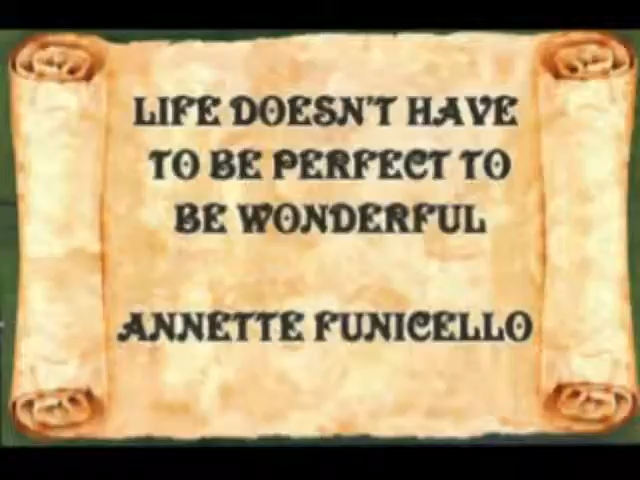 LIFE DOESN'T HAVE
TO BE PERFECT TO
BE WONDERFUL
ANNETTE FUNICELLO